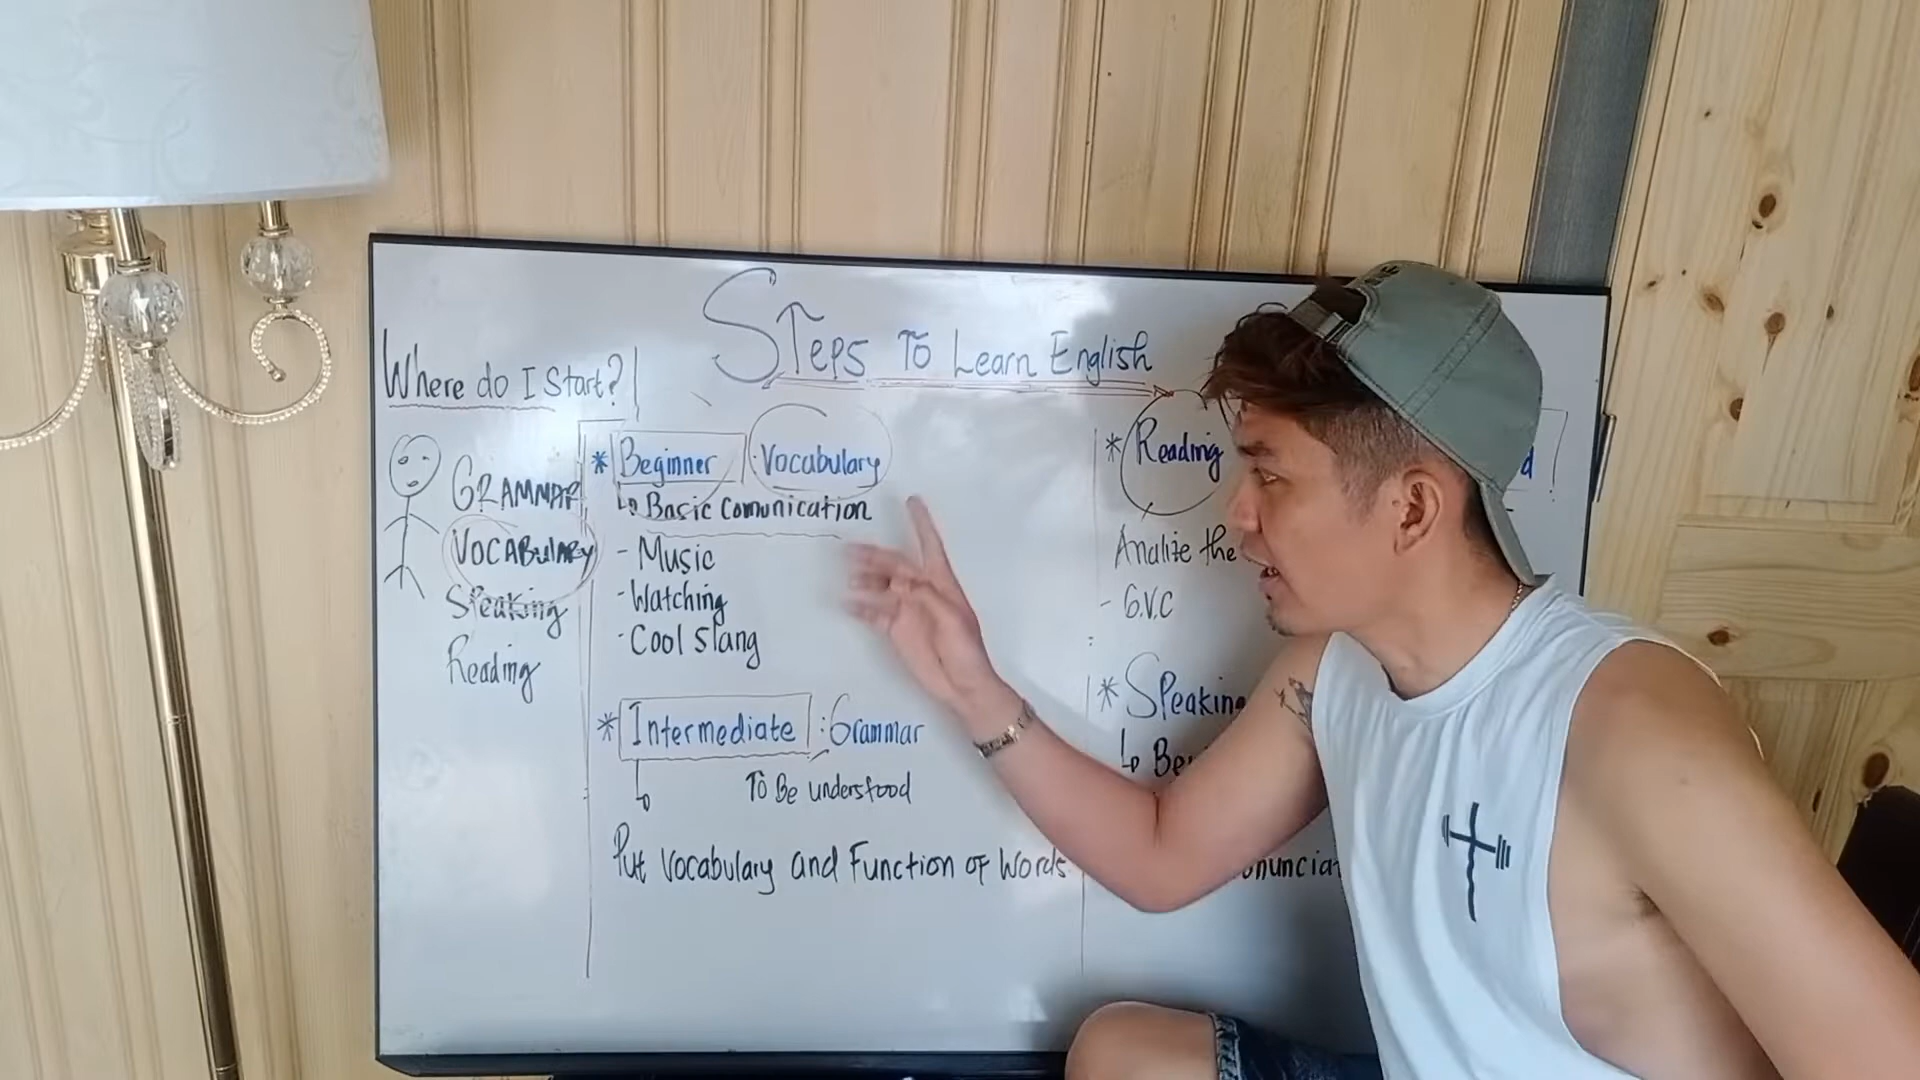 Steps To Learn English
Where do I Start?
GRAMMAR
VOCABULARY
Speaking
Reading
* Beginner : Vocabulary
Basic Comunication
- Music
- Watching
- Cool Slang
* Intermediate : Grammar
To Be understood
Put Vocabulary and Function of Words
* Reading
Analize the
- G.V.C
* Speaking